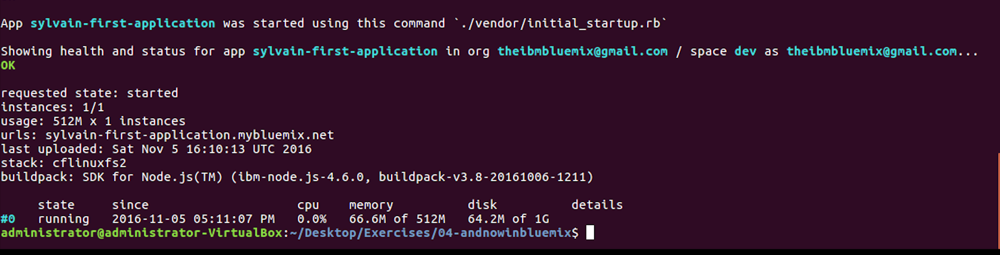 App sylvain-first-application was started using this command `./vendor/initial_startup.rb`
Showing health and status for app sylvain-first-application in org theibmbluemix@gmail.com / space dev as theibmbluemix@gmail.com...
OK
requested state: started
instances: 1/1
usage: 512M x 1 instances
urls: sylvain-first-application.mybluemix.net
last uploaded: Sat Nov 5 16:10:13 UTC 2016
stack: cflinuxfs2
buildpack: SDK for Node.js(TM) (ibm-node.js-4.6.0, buildpack-v3.8-20161006-1211)
state since cpu memory disk details
#0 running 2016-11-05 05:11:07 PM 0.0% 66.6M of 512M 64.2M of 1G
administrator@administrator-VirtualBox:~/Desktop/Exercises/04-andnowinbluemix$